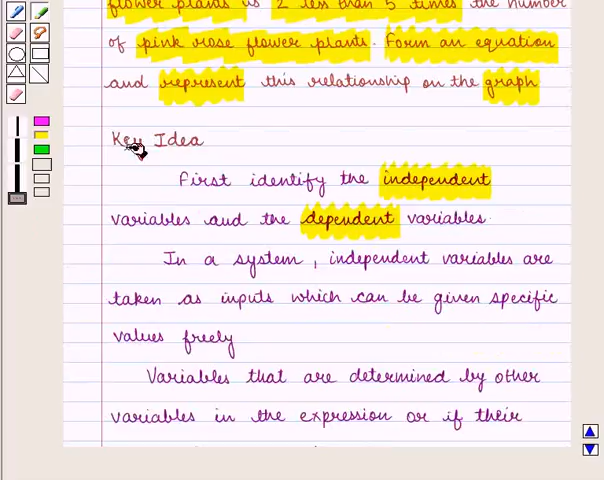 flower plants is 2 less than 5 times the number
of pink rose flower plants. Form an equation
and represent this relationship on the graph
Key Idea
First identify the independent
variables and the dependent variables.
In a system, independent variables are
taken as inputs which can be given specific
values freely
Variables that are determined by other
variables in the expression or if their